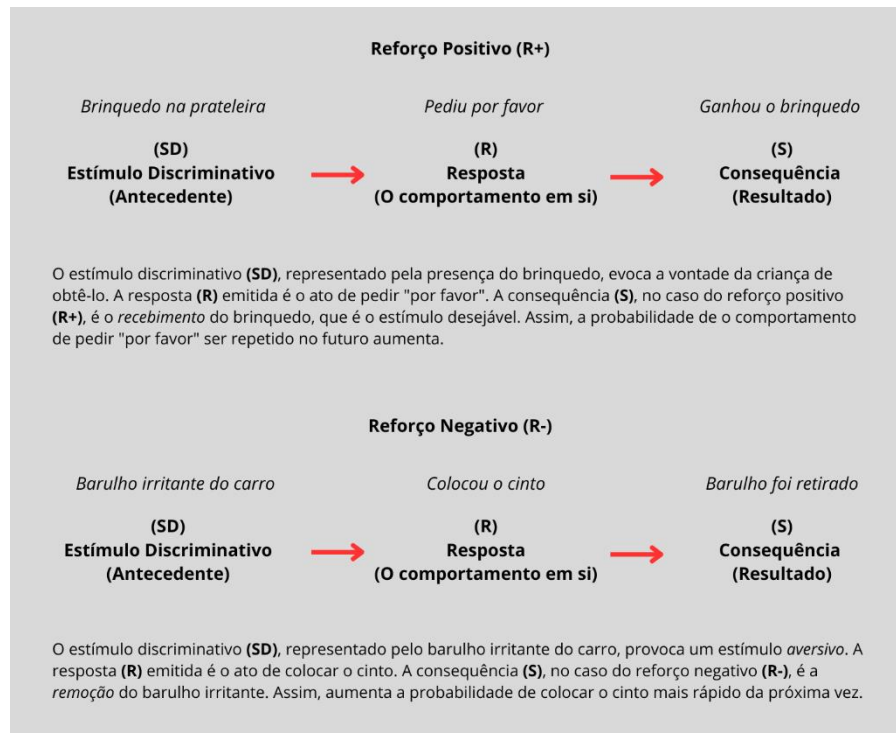 Reforço Positivo (R+)
Brinquedo na prateleira
Pediu por favor
Ganhou o brinquedo
(SD)
Estímulo Discriminativo
(Antecedente)
(R)
Resposta
(O comportamento em si)
(S)
Consequência
(Resultado)
O estímulo discriminativo (SD), representado pela presença do brinquedo, evoca a vontade da criança de
obtê-lo. A resposta (R) emitida é o ato de pedir "por favor". A consequência (S), no caso do reforço positivo
(R+), é o recebimento do brinquedo, que é o estímulo desejável. Assim, a probabilidade de o comportamento
de pedir "por favor" ser repetido no futuro aumenta.
Reforço Negativo (R-)
Barulho irritante do carro
Colocou o cinto
Barulho foi retirado
(SD)
Estímulo Discriminativo
(Antecedente)
(R)
Resposta
(O comportamento em si)
(S)
Consequência
(Resultado)
O estímulo discriminativo (SD), representado pelo barulho irritante do carro, provoca um estímulo aversivo. A
resposta (R) emitida é o ato de colocar o cinto. A consequência (S), no caso do reforço negativo (R-), é a
remoção do barulho irritante. Assim, aumenta a probabilidade de colocar o cinto mais rápido da próxima vez.